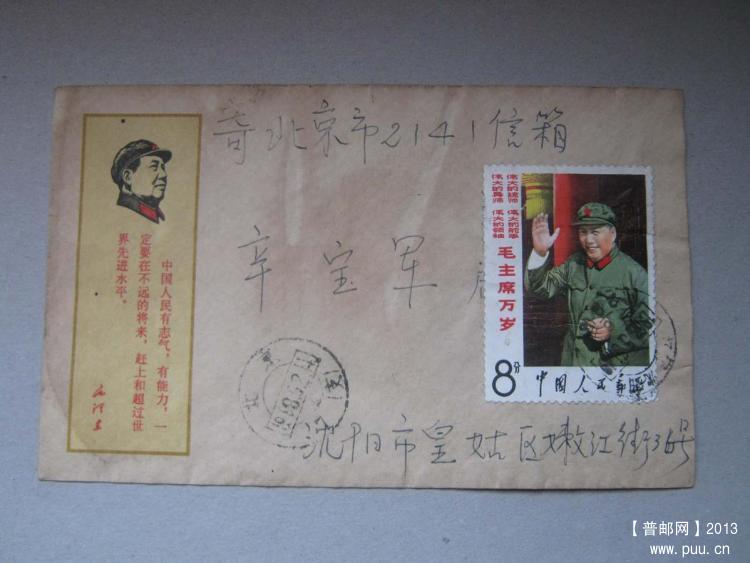 寄北京市2141信箱
辛宝军
沈阳市皇姑区嫩江街36号
中国人民有志气,有能力,一
定要在不远的将来,赶上和超过世
界先进水平。
毛泽东
伟大的导师
伟大的领袖
伟大的统帅
伟大的舵手
毛主席万岁
8分
中国人民邮政
【普邮网】2013
www.puu.cn